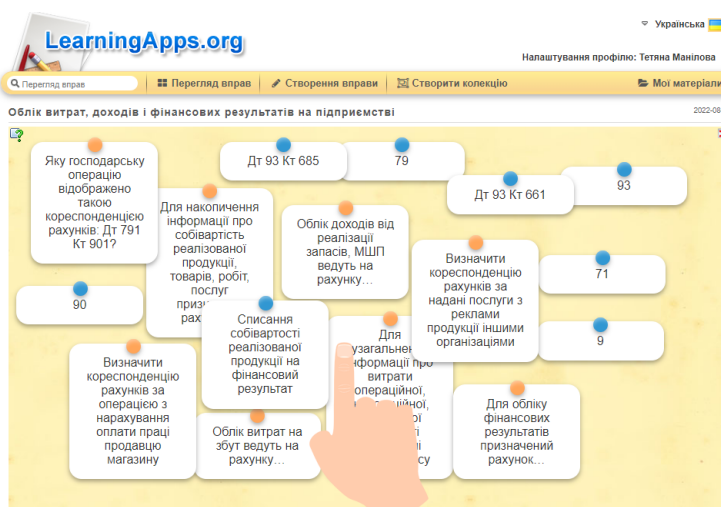 Українська
LearningApps.org
Налаштування профілю: Тетяна Манілова
Перегляд вправ
Перегляд вправ
Створення вправи
Створити колекцію
Мої матеріали
Облік витрат, доходів і фінансових результатів на підприємстві
2022-08
Яку господарську
операцію
відображено
такою
кореспонденцією
рахунків: Дт 791
Кт 901?
Дт 93 Кт 685
79
Дт 93 Кт 661
93
Для накопичення
інформації про
собівартість
реалізованої
продукції,
товарів, робіт,
послуг
Облік доходів від
реалізації
запасів, МШП
ведуть на
рахунку…
Визначити
кореспонденцію
рахунків за
надані послуги з
реклами
продукції іншими
організаціями
71
90
9
Списання
собівартості
реалізованої
продукції на
фінансовий
результат
Для
інформації про
витрати
Визначити
кореспонденцію
рахунків за
операцією з
нарахування
оплати праці
продавцю
магазину
Облік витрат на
збут ведуть на
рахунку…
Для обліку
фінансових
результатів
призначений
рахунок…